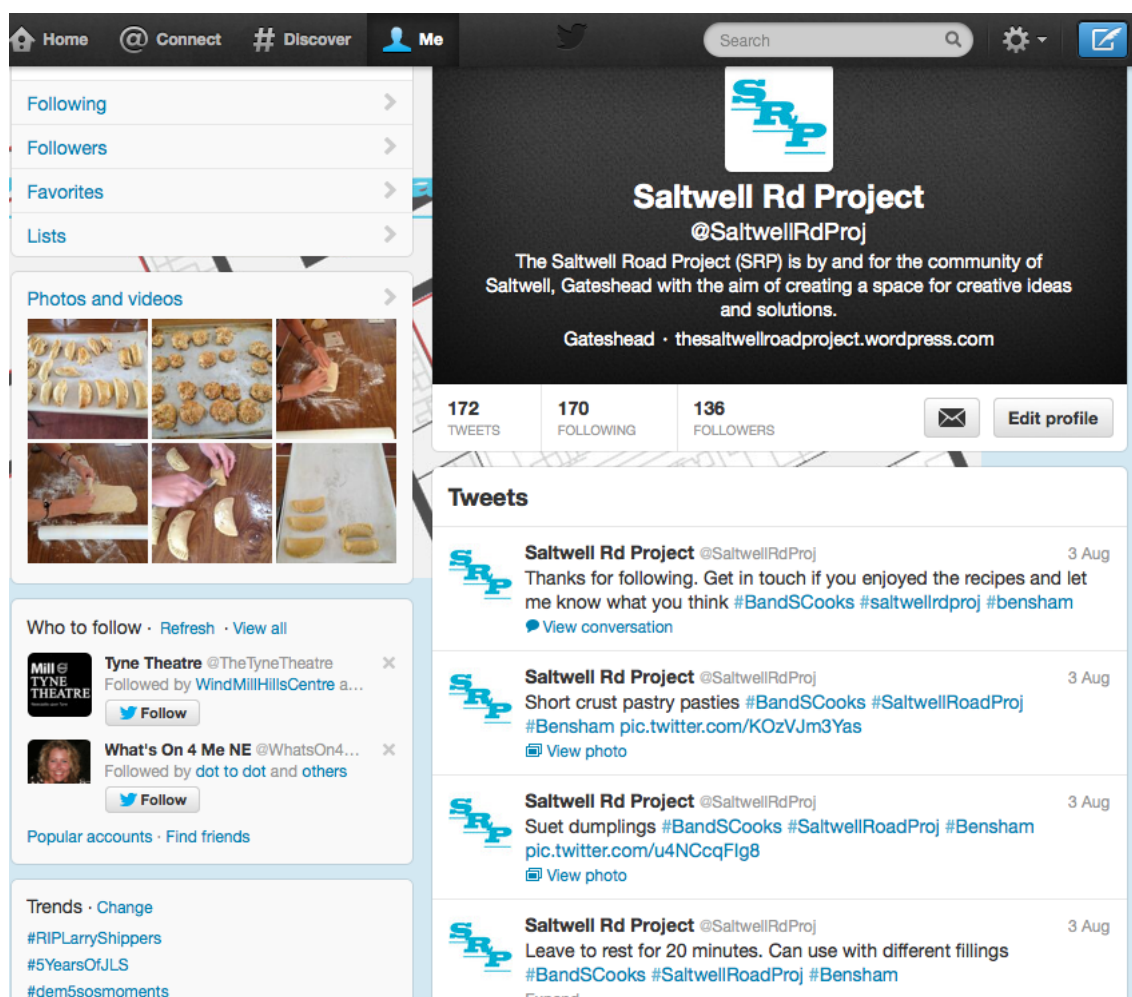 Home
Connect
Discover
Me
Search
Following
Followers
Favorites
Lists
Photos and videos
Who to follow · Refresh · View all
Mill
TYNE
THEATRE
Tyne Theatre @TheTyneTheatre
Followed by WindMillHillsCentre a...
Follow
What's On 4 Me NE @WhatsOn4...
Followed by dot to dot and others
Follow
Popular accounts · Find friends
Trends · Change
#RIPLarryShippers
#5YearsOfJLS
#dem5sosmoments
SRP
Saltwell Rd Project
@SaltwellRdProj
The Saltwell Road Project (SRP) is by and for the community of
Saltwell, Gateshead with the aim of creating a space for creative ideas
and solutions.
Gateshead · thesaltwellroadproject.wordpress.com
172 TWEETS
170 FOLLOWING
136 FOLLOWERS
Edit profile
Tweets
SRP
Saltwell Rd Project @SaltwellRdProj 3 Aug
Thanks for following. Get in touch if you enjoyed the recipes and let
me know what you think #BandSCooks #saltwellrdproj #bensham
View conversation
SRP
Saltwell Rd Project @SaltwellRdProj 3 Aug
Short crust pastry pasties #BandSCooks #SaltwellRoadProj
#Bensham pic.twitter.com/KOzVJm3Yas
View photo
SRP
Saltwell Rd Project @SaltwellRdProj 3 Aug
Suet dumplings #BandSCooks #SaltwellRoadProj #Bensham
pic.twitter.com/u4NCcqFIg8
View photo
SRP
Saltwell Rd Project @SaltwellRdProj 3 Aug
Leave to rest for 20 minutes. Can use with different fillings
#BandSCooks #SaltwellRoadProj #Bensham